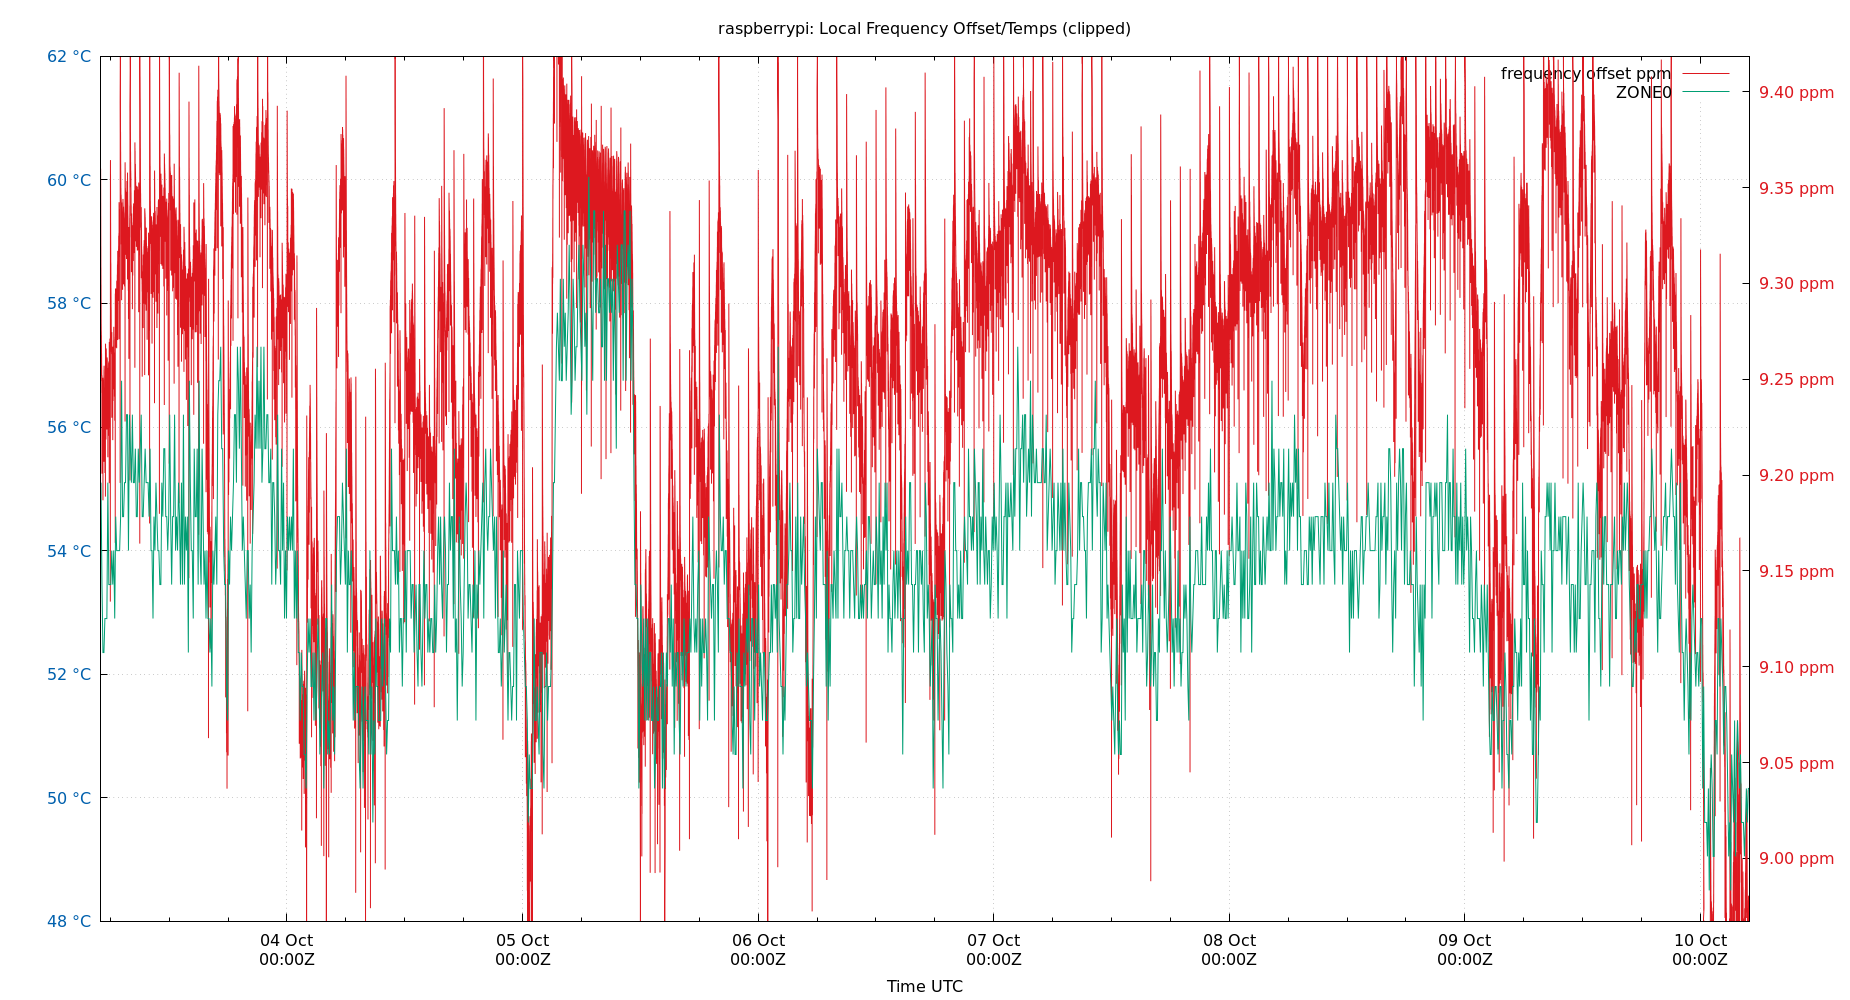 raspberrypi: Local Frequency Offset/Temps (clipped)
62 °C
60 °C
58 °C
56 °C
54 °C
52 °C
50 °C
48 °C
frequency offset ppm
ZONE0
9.40 ppm
9.35 ppm
9.30 ppm
9.25 ppm
9.20 ppm
9.15 ppm
9.10 ppm
9.05 ppm
9.00 ppm
04 Oct 05 Oct 06 Oct 07 Oct 08 Oct 09 Oct 10 Oct
00:00Z 00:00Z 00:00Z 00:00Z 00:00Z 00:00Z 00:00Z
Time UTC